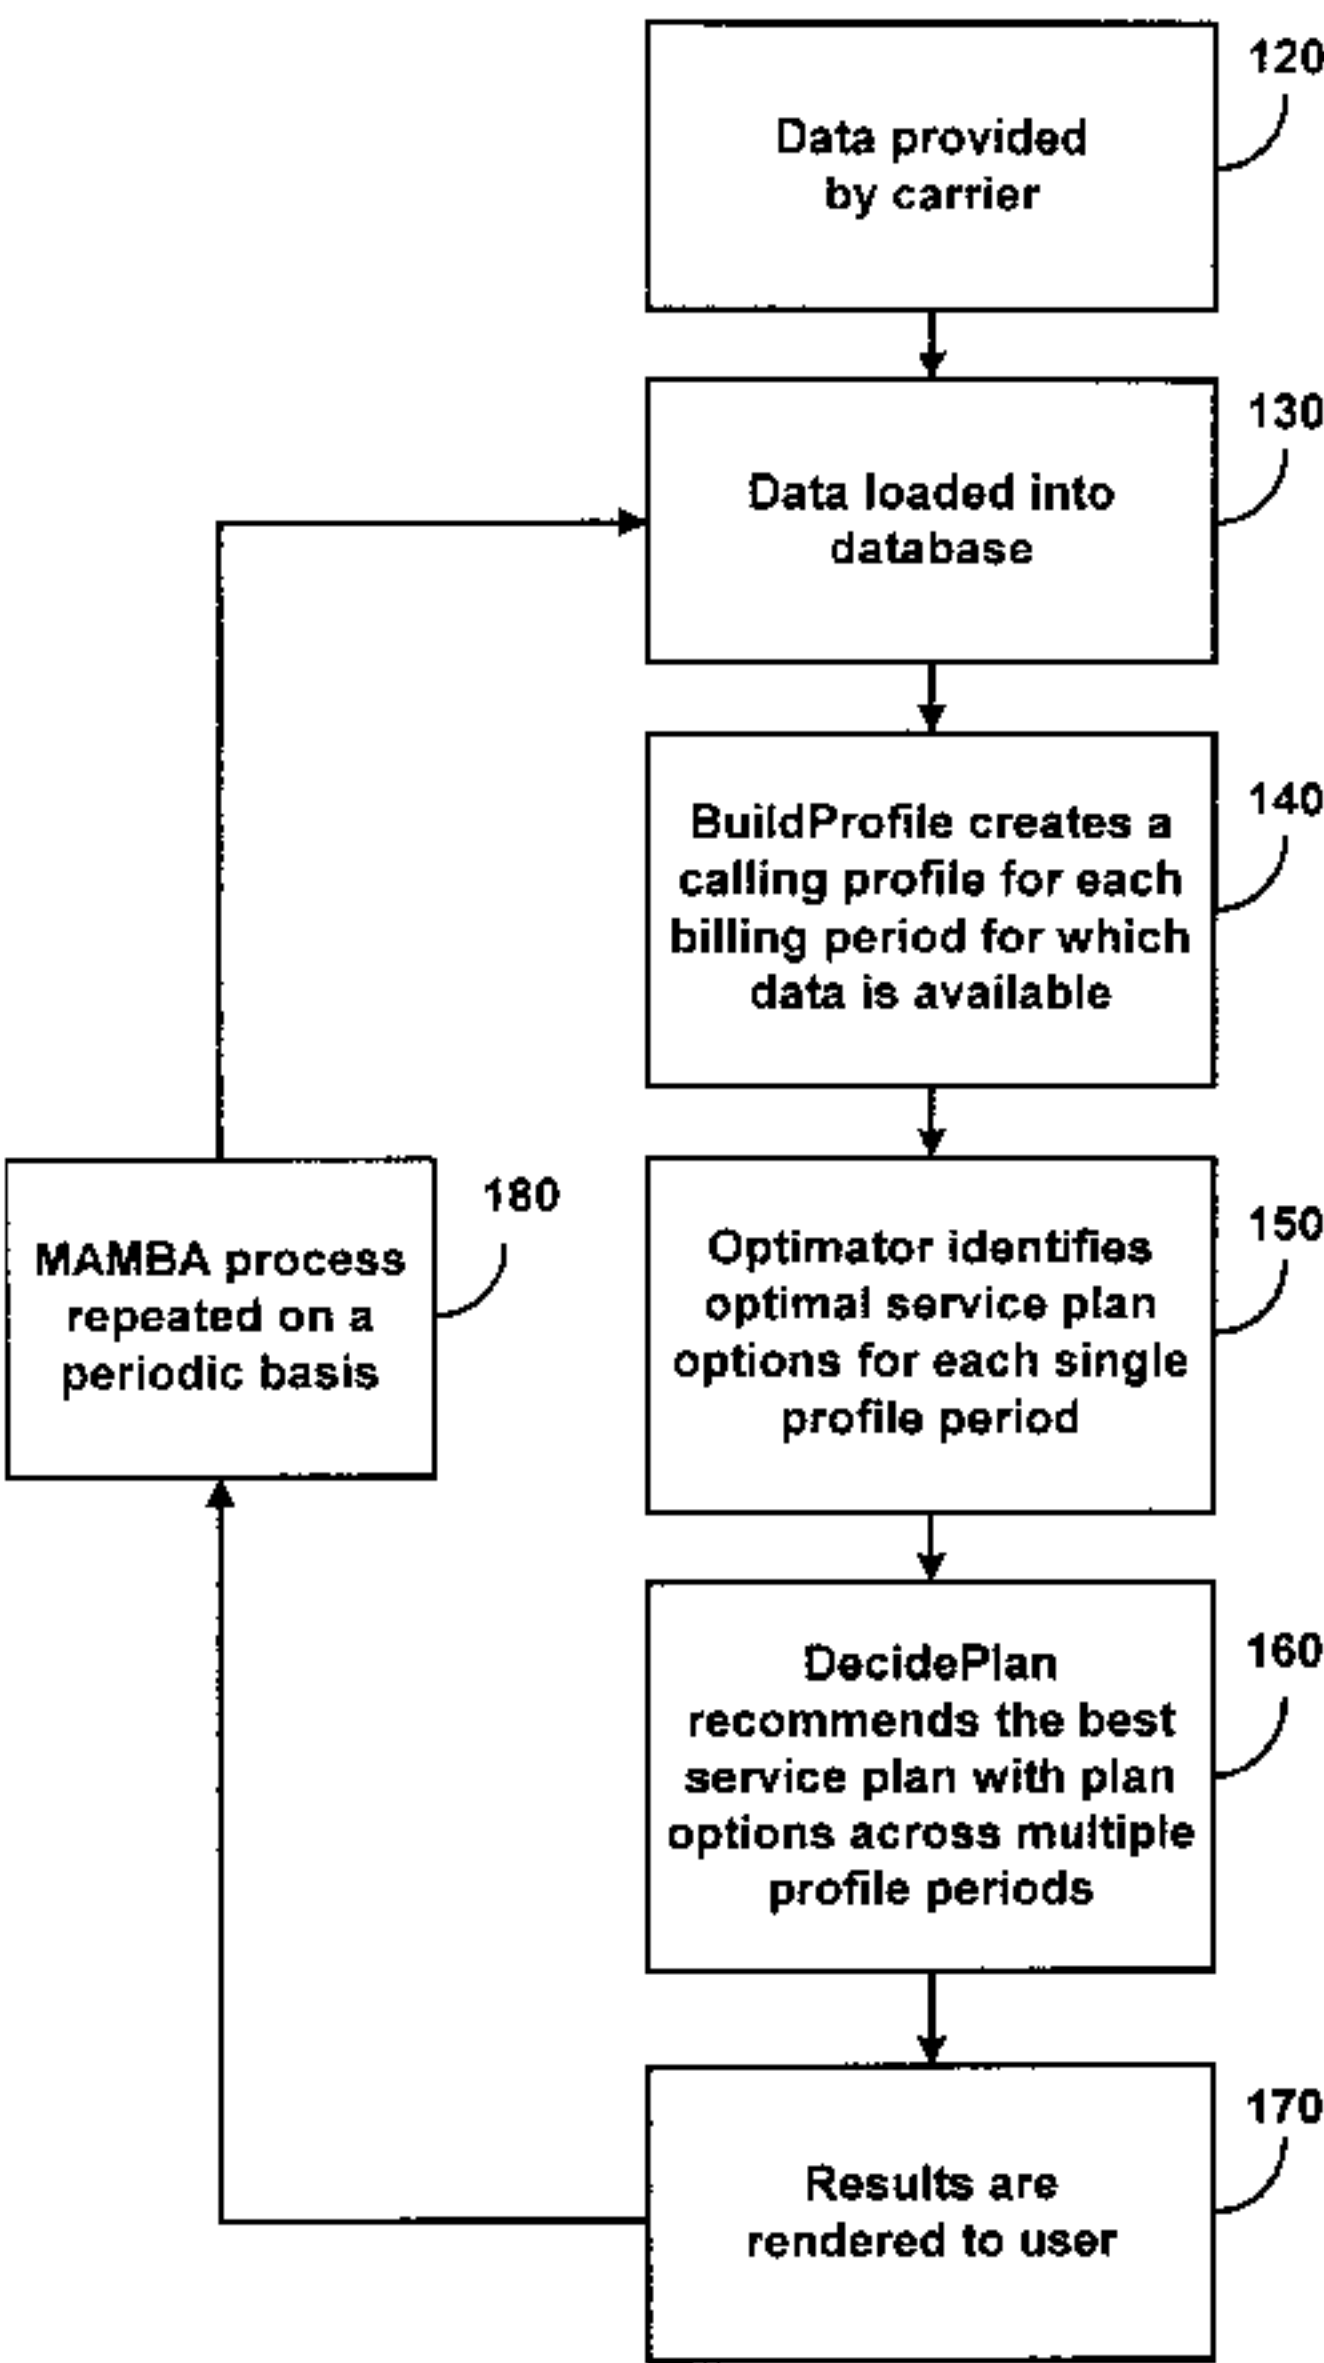 120
Data provided
by carrier
130
Data loaded into
database
140
BuildProfile creates a
calling profile for each
billing period for which
data is available
180
MAMBA process
repeated on a
periodic basis
150
Optimator identifies
optimal service plan
options for each single
profile period
160
DecidePlan
recommends the best
service plan with plan
options across multiple
profile periods
170
Results are
rendered to user